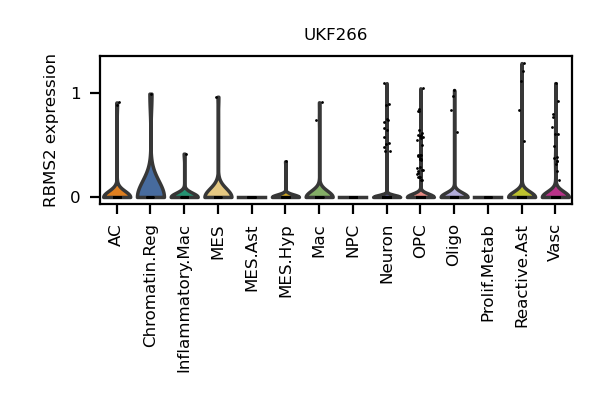 UKF266
RBMS2 expression
1
0
AC
Chromatin.Reg
Inflammatory.Mac
MES
MES.Ast
MES.Hyp
Mac
NPC
Neuron
OPC
Oligo
Prolif.Metab
Reactive.Ast
Vasc